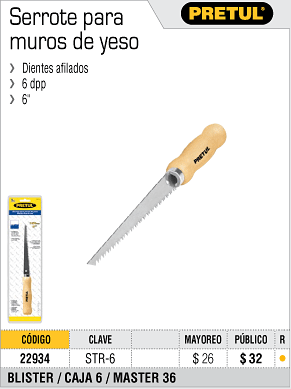 Serrote para
muros de yeso
PRETUL®
Dientes afilados
6 dpp
6"
PRETUL
PRETUL
CÓDIGO CLAVE MAYOREO PÚBLICO R
22934 STR-6 $ 26 $ 32
BLISTER / CAJA 6 / MASTER 36